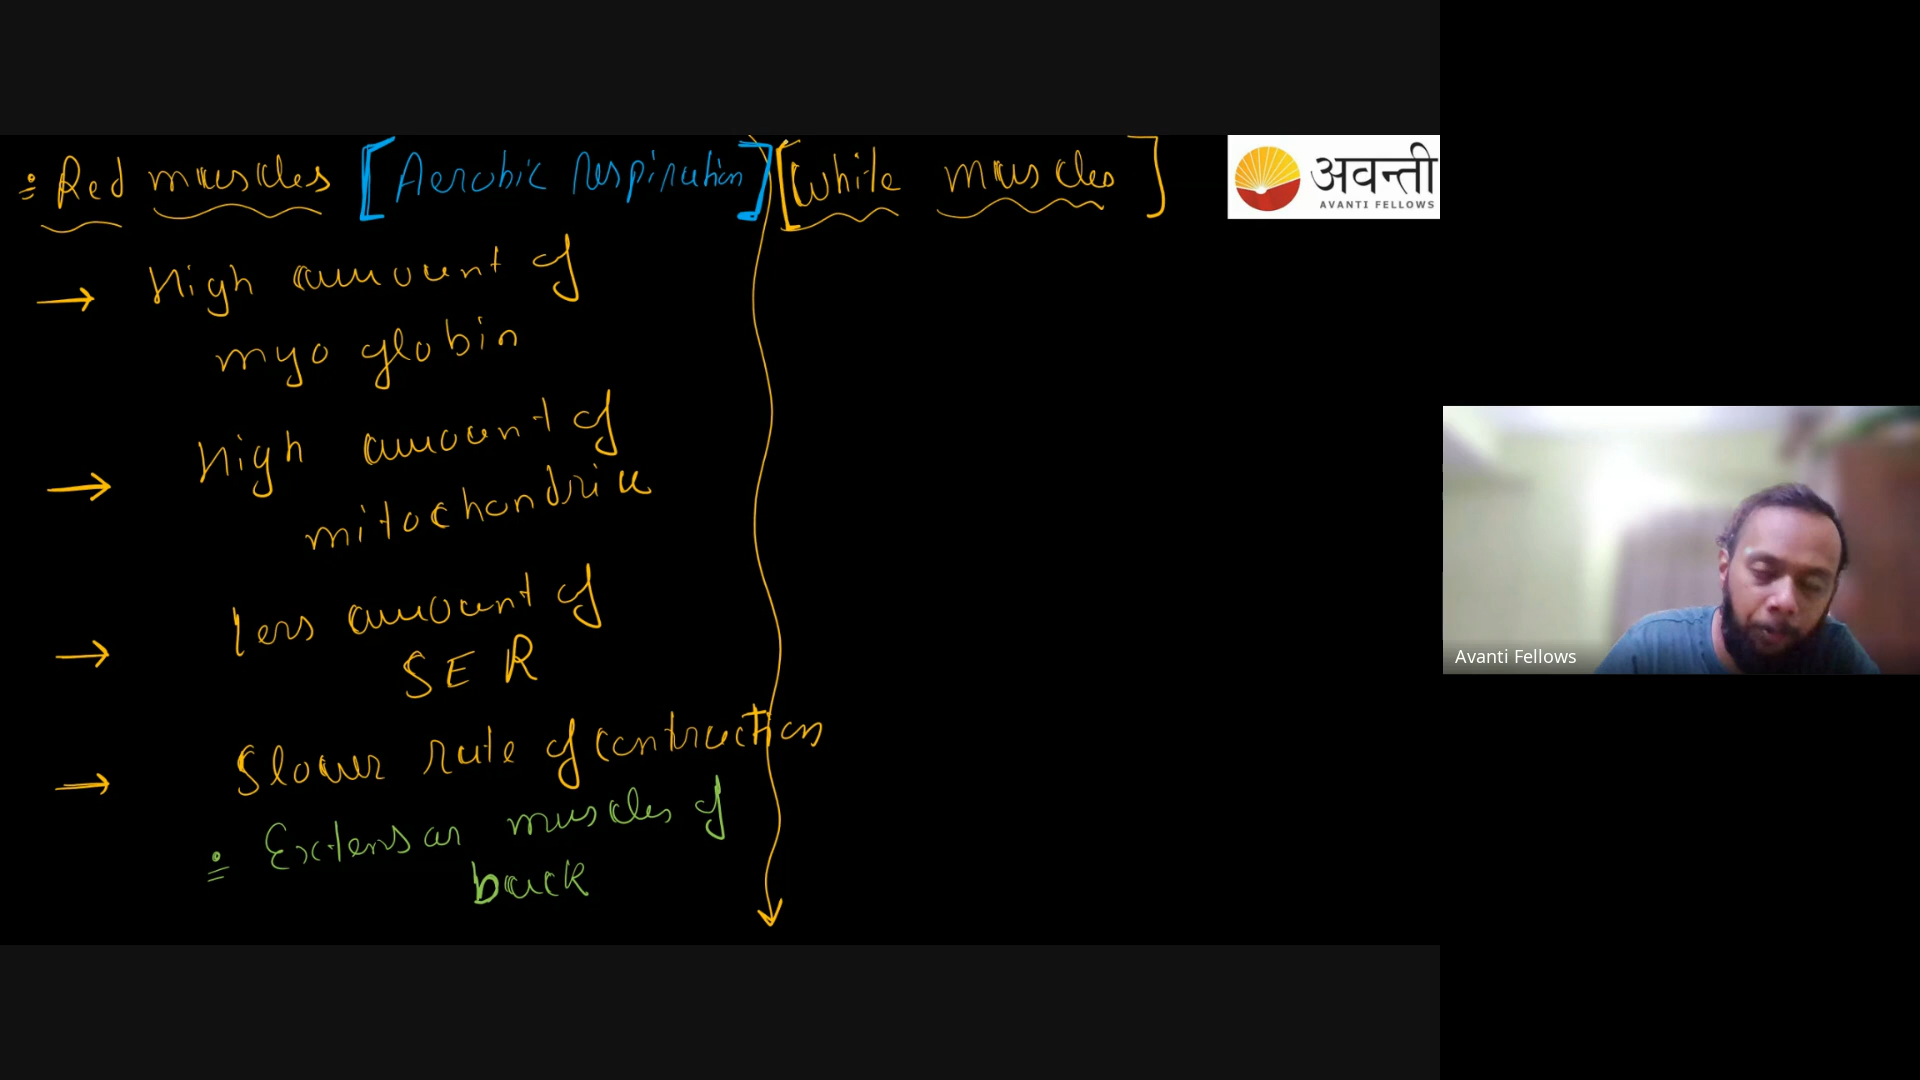 Red muscles [Aerobic Respiration] [White muscles]
अवन्ती
AVANTI FELLOWS
→ High amount of
myoglobin
→ High amount of
mitochondria
→ less amount of
SER
→ Slower rate of contraction
Extensor muscles of
back
Avanti Fellows